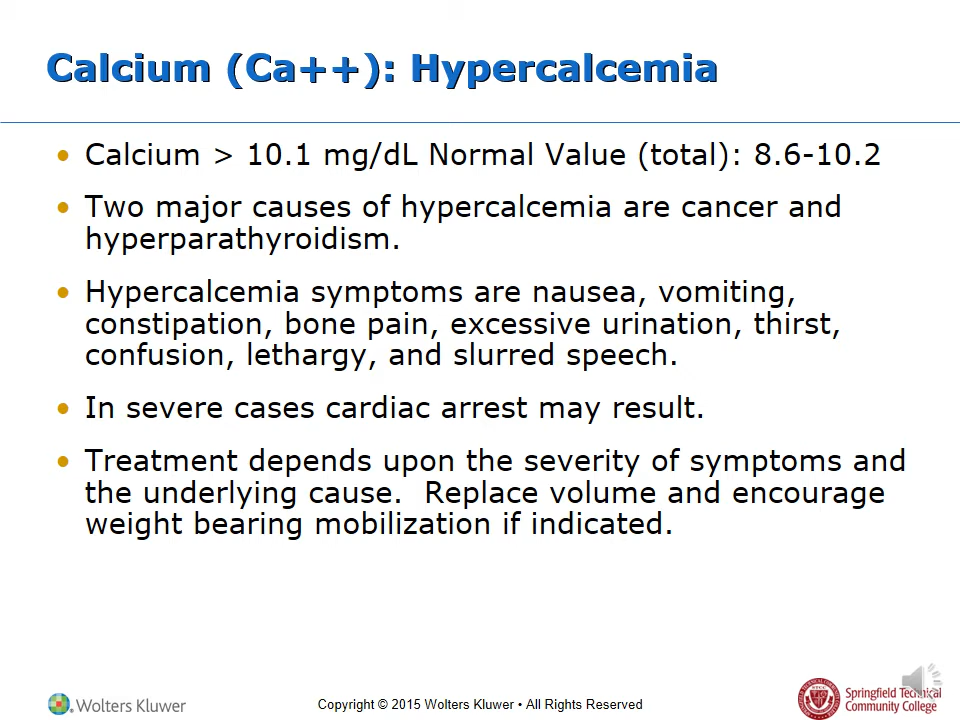 Calcium (Ca++): Hypercalcemia
• Calcium > 10.1 mg/dL Normal Value (total): 8.6-10.2
• Two major causes of hypercalcemia are cancer and
hyperparathyroidism.
• Hypercalcemia symptoms are nausea, vomiting,
constipation, bone pain, excessive urination, thirst,
confusion, lethargy, and slurred speech.
• In severe cases cardiac arrest may result.
• Treatment depends upon the severity of symptoms and
the underlying cause.  Replace volume and encourage
weight bearing mobilization if indicated.
Wolters Kluwer
Copyright © 2015 Wolters Kluwer • All Rights Reserved
Springfield Technical
Community College